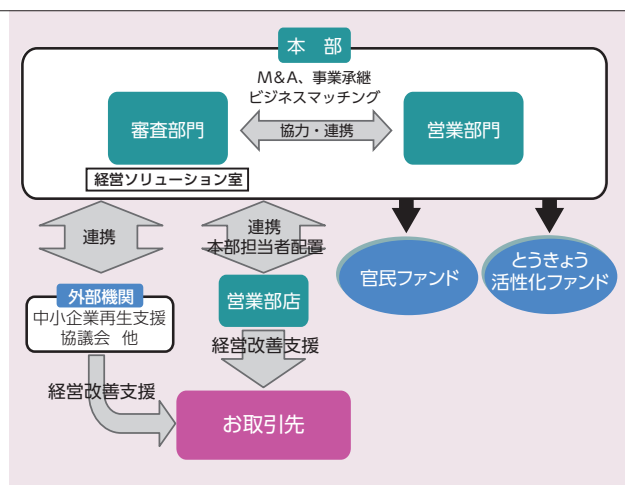 本 部
M&A、事業承継
ビジネスマッチング
審査部門
協力・連携
営業部門
経営ソリューション室
連携
連携
本部担当者配置
官民ファンド
とうきょう
活性化ファンド
外部機関
中小企業再生支援
協議会 他
営業部店
経営改善支援
経営改善支援
お取引先